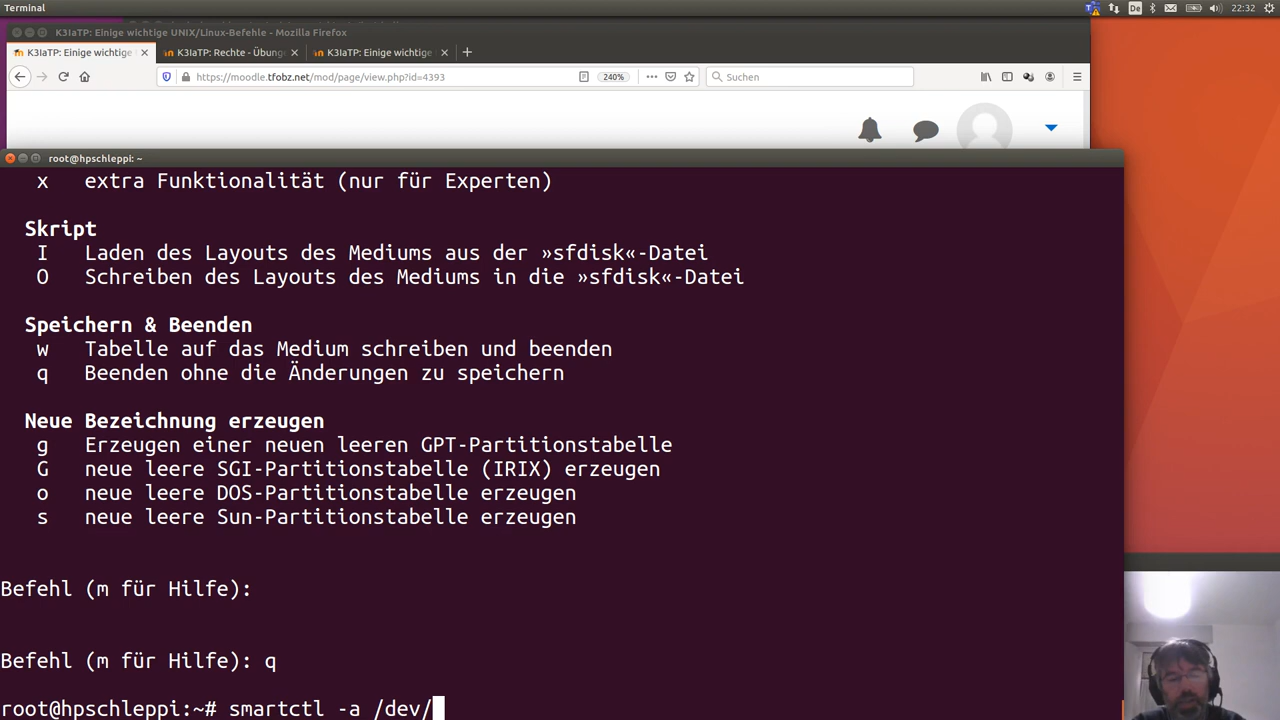 Terminal
De
22:32
K3IaTP: Einige wichtige UNIX/Linux-Befehle - Mozilla Firefox
K3IaTP: Einige wichtige
K3IaTP: Rechte - Übung
K3IaTP: Einige wichtige
https://moodle.tfobz.net/mod/page/view.php?id=4393
240%
Suchen
root@hpschleppi: ~
x extra Funktionalität (nur für Experten)
Skript
I Laden des Layouts des Mediums aus der »sfdisk«-Datei
O Schreiben des Layouts des Mediums in die »sfdisk«-Datei
Speichern & Beenden
w Tabelle auf das Medium schreiben und beenden
q Beenden ohne die Änderungen zu speichern
Neue Bezeichnung erzeugen
g Erzeugen einer neuen leeren GPT-Partitionstabelle
G neue leere SGI-Partitionstabelle (IRIX) erzeugen
o neue leere DOS-Partitionstabelle erzeugen
s neue leere Sun-Partitionstabelle erzeugen
Befehl (m für Hilfe):
Befehl (m für Hilfe): q
root@hpschleppi:~# smartctl -a /dev/